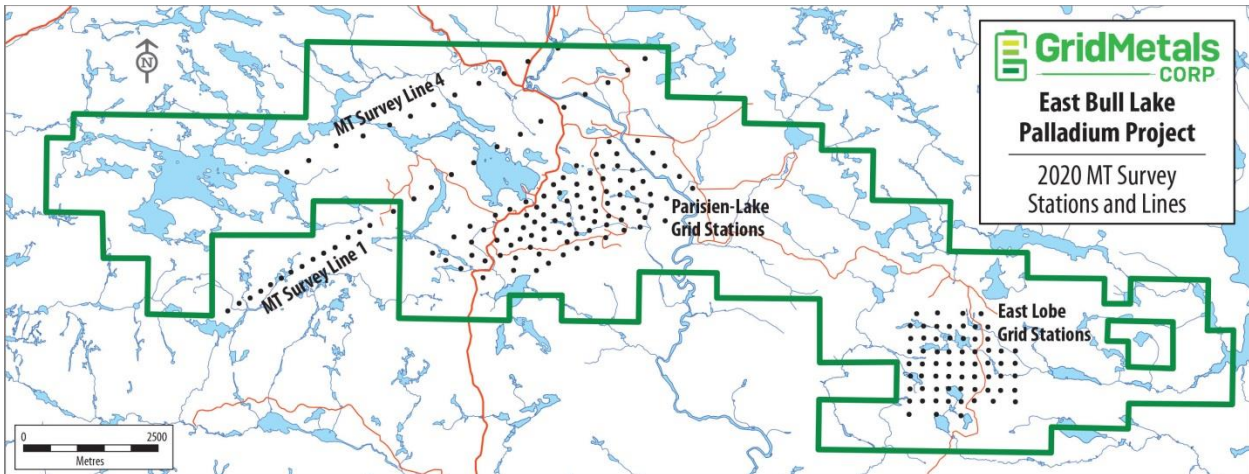 N
GridMetals
CORP
East Bull Lake
Palladium Project
2020 MT Survey
Stations and Lines
MT Survey Line 4
MT Survey Line 1
Parisien-Lake
Grid Stations
East Lobe
Grid Stations
0 2500
Metres